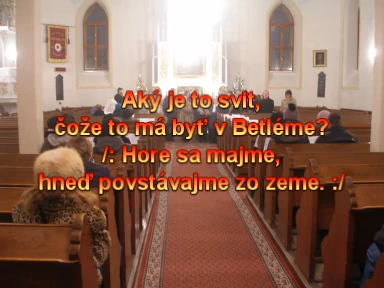 Aký je to svit,
čože to má byť v Betléme?
/: Hore sa majme,
hneď povstávajme zo zeme. :/